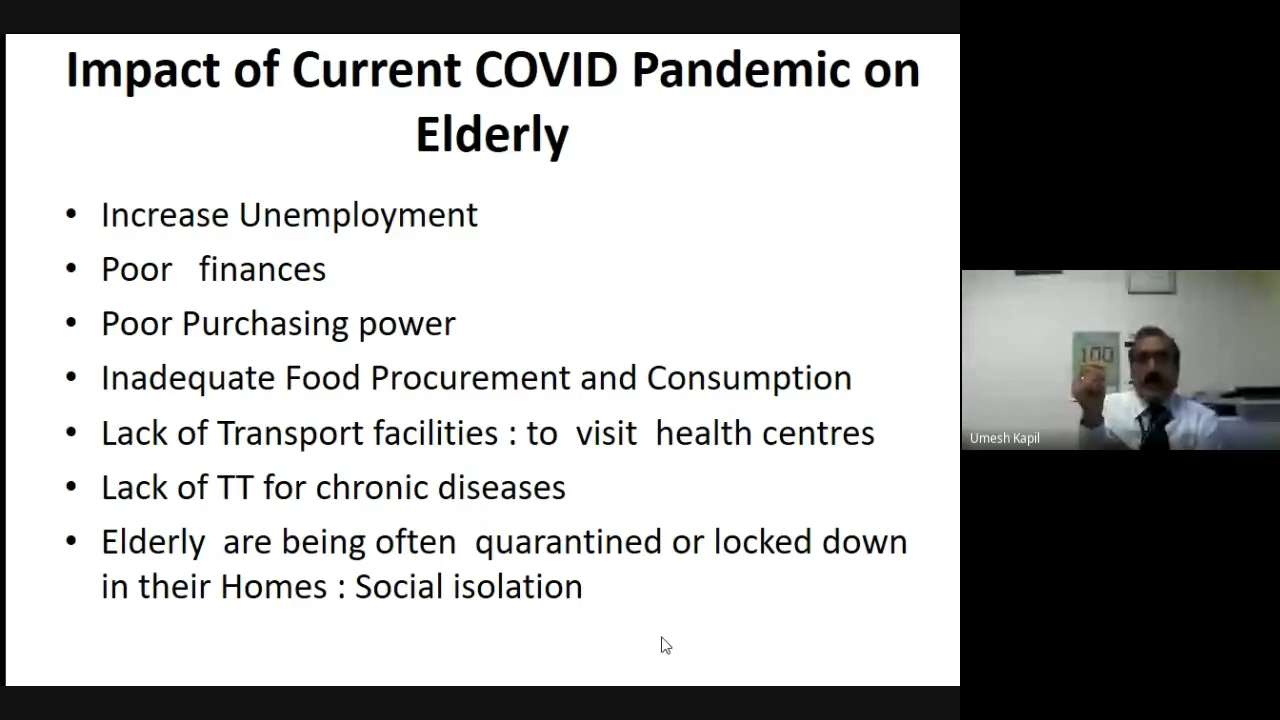 Impact of Current COVID Pandemic on
Elderly
• Increase Unemployment
• Poor finances
• Poor Purchasing power
• Inadequate Food Procurement and Consumption
• Lack of Transport facilities : to visit health centres
• Lack of TT for chronic diseases
• Elderly are being often quarantined or locked down
in their Homes : Social isolation
100
Umesh Kapil